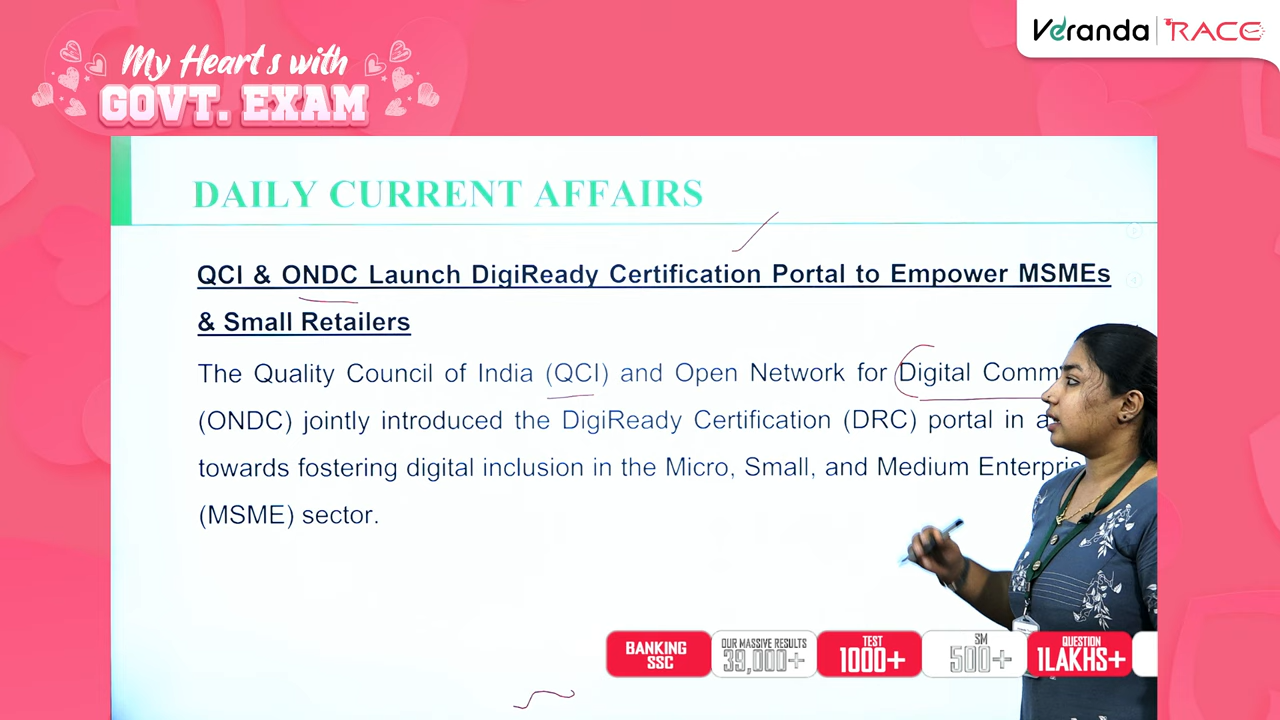 My Heart's with
GOVT. EXAM
Veranda RACE
DAILY CURRENT AFFAIRS
QCI & ONDC Launch DigiReady Certification Portal to Empower MSMEs
& Small Retailers
The Quality Council of India (QCI) and Open Network for Digital
(ONDC) jointly introduced the DigiReady Certification (DRC) portal in
towards fostering digital inclusion in the Micro, Small, and Medium
(MSME) sector.
BANKING OUR MASSIVE RESULTS TEST SM QUESTION
SSC 39,000+ 1000+ 500+ 1LAKHS+